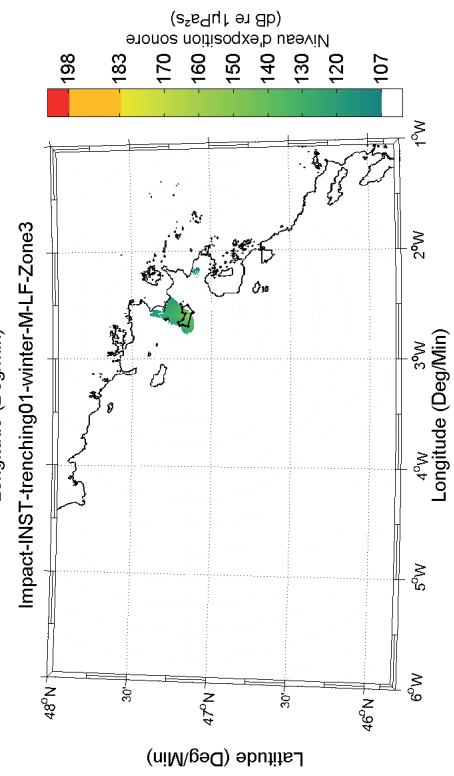 Impact-INST-trenching01-winter-M-LF-Zone3
48°N
30'
47°N
30'
46°N
6°W
5°W
4°W
3°W
2°W
1°W
Latitude (Deg/Min)
Longitude (Deg/Min)
198
183
170
160
150
140
130
120
107
Niveau d'exposition sonore
(dB re 1µPa²s)